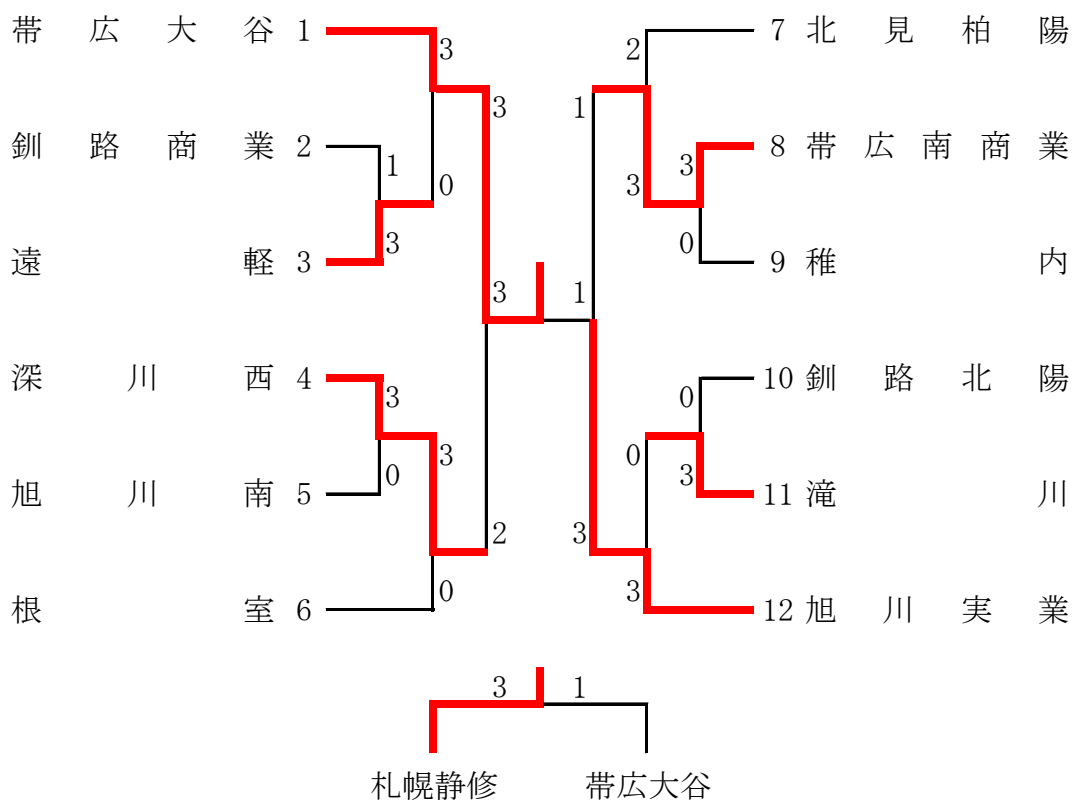 帯広大谷 1 3 7 北見柏陽
2
3 1
釧路商業 2 1 3 8 帯広南商業
0 3
遠軽 3 3 0 9 稚内
3 1
深川西 4 3 0 10 釧路北陽
3 0
旭川南 5 0 3 11 滝川
2 3
根室 6 0 3 12 旭川実業
3 1
札幌静修 帯広大谷